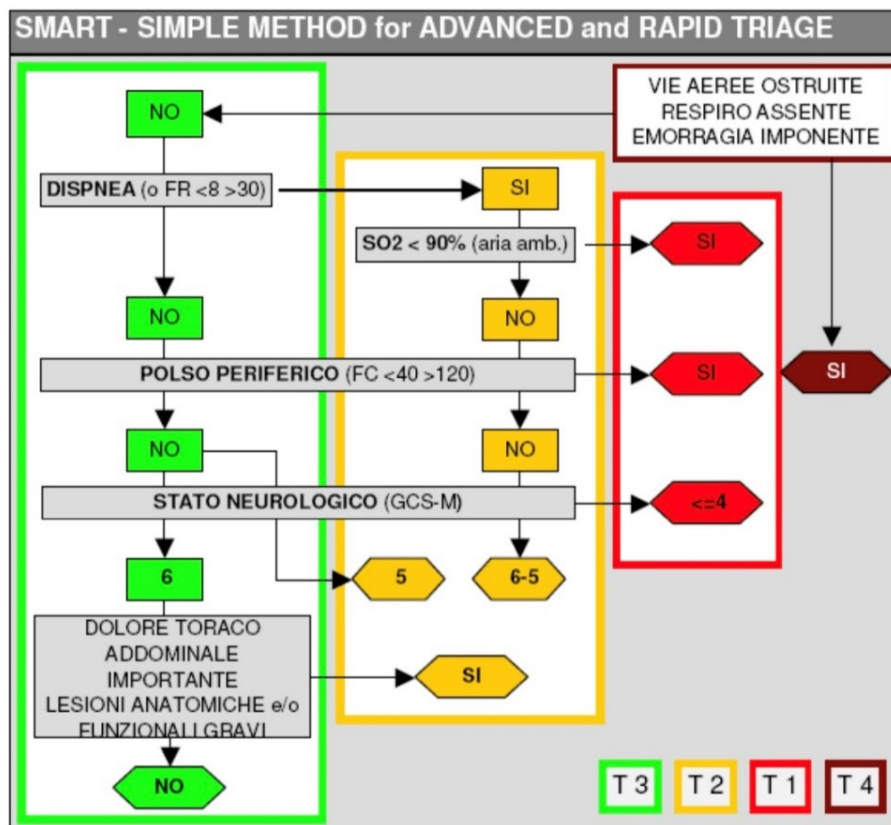 SMART - SIMPLE METHOD for ADVANCED and RAPID TRIAGE
VIE AEREE OSTRUITE
RESPIRO ASSENTE
EMORRAGIA IMPONENTE
NO
DISPNEA (o FR <8 >30)
SI
SO2 < 90% (aria amb.)
SI
NO
NO
POLSO PERIFERICO (FC <40 >120)
SI
SI
NO
NO
STATO NEUROLOGICO (GCS-M)
<=4
6
5
6-5
DOLORE TORACO
ADDOMINALE
IMPORTANTE
LESIONI ANATOMICHE e/o
FUNZIONALI GRAVI
SI
NO
T 3
T 2
T 1
T 4